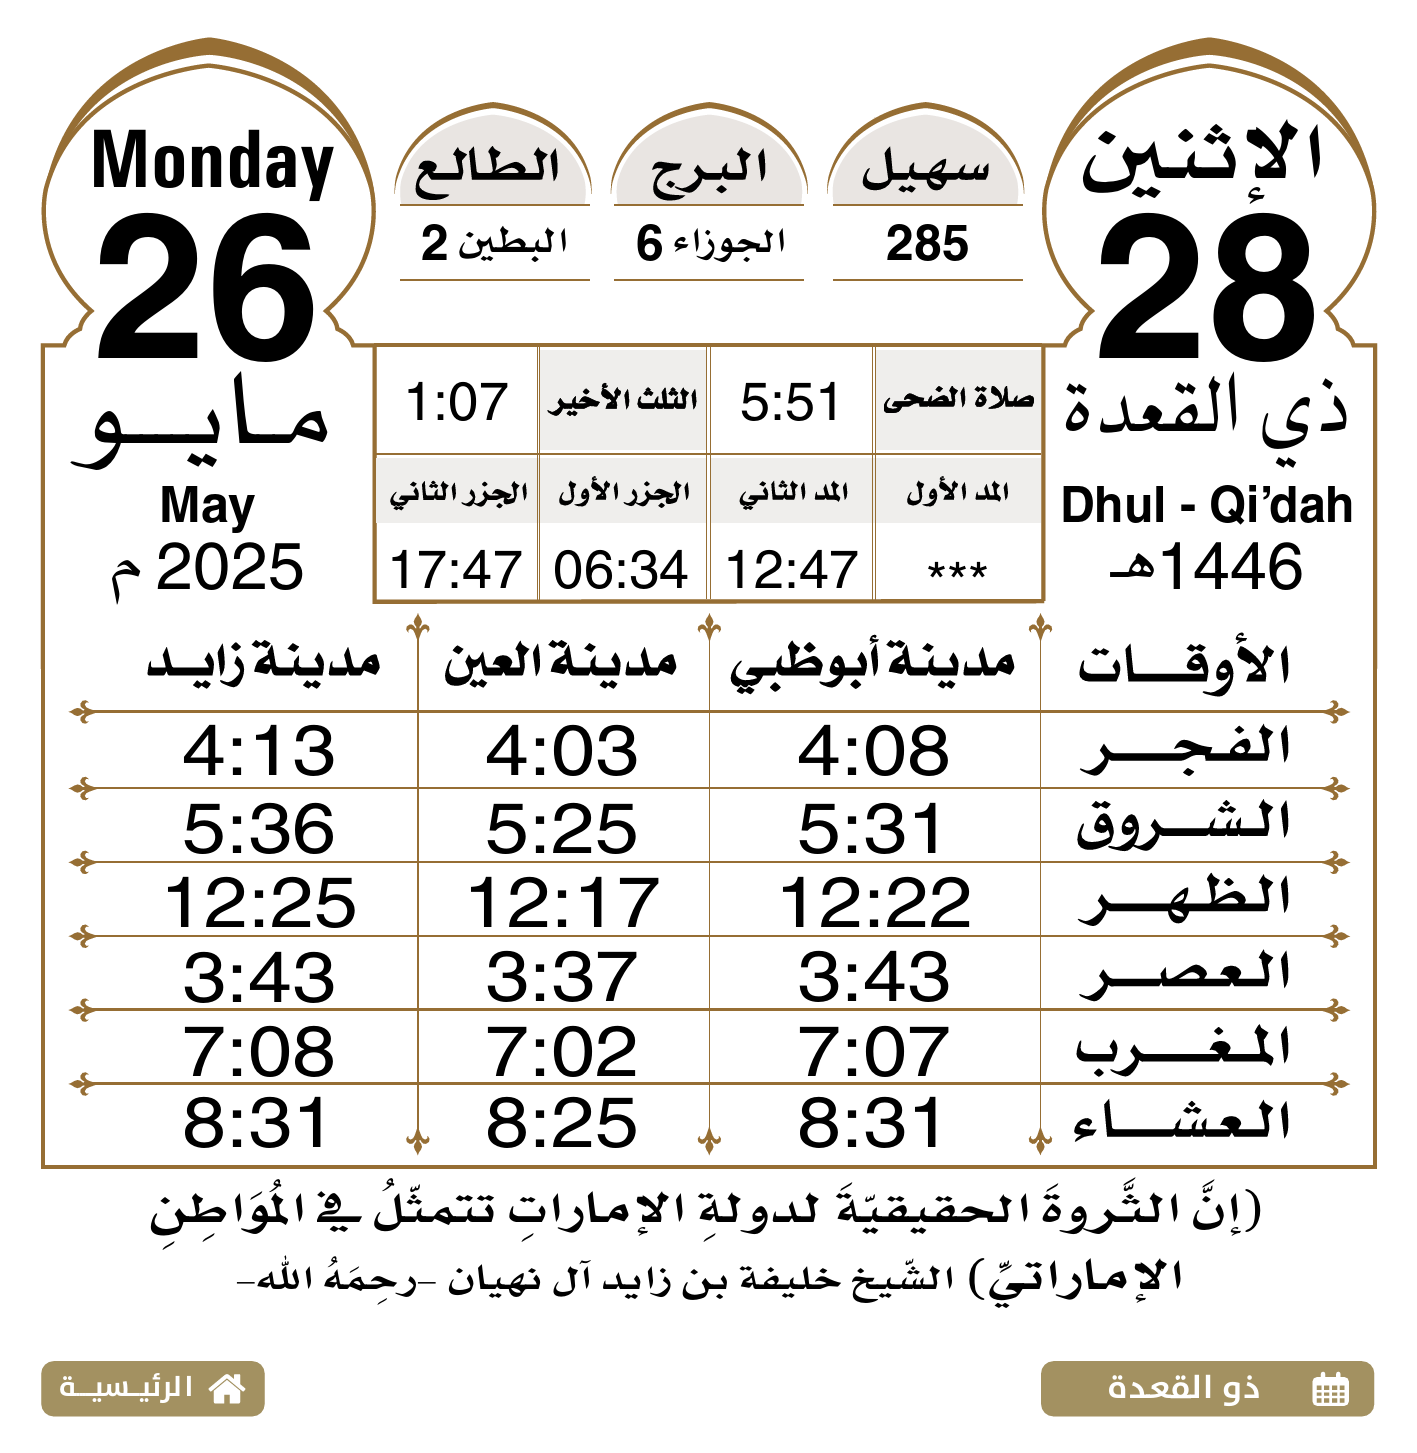 الإثنين
28
ذي القعدة
Dhul - Qi’dah
1446هـ
سهيل البرج الطالع
285 الجوزاء 6 البطين 2
Monday
26
مايو
May
2025 م
صلاة الضحى 5:51 الثلث الأخير 1:07
المد الأول المد الثاني الجزر الأول الجزر الثاني
*** 12:47 06:34 17:47
الأوقات مدينة أبوظبي مدينة العين مدينة زايد
الفجر 4:08 4:03 4:13
الشروق 5:31 5:25 5:36
الظهر 12:22 12:17 12:25
العصر 3:43 3:37 3:43
المغرب 7:07 7:02 7:08
العشاء 8:31 8:25 8:31
(إنَّ الثَّروةَ الحقيقيّةَ لدولةِ الإماراتِ تتمثّلُ في المُوَاطِنِ
الإماراتيِّ) الشّيخ خليفة بن زايد آل نهيان –رحِمَهُ الله–
ذو القعدة
الرئيسية